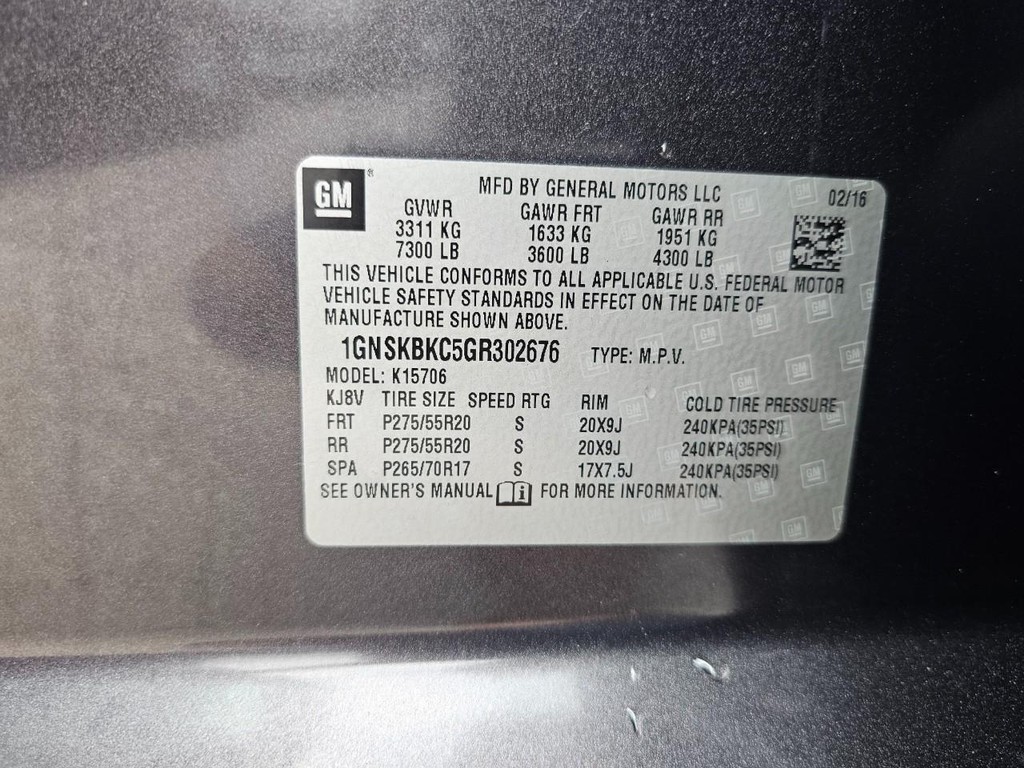 GM ®
MFD BY GENERAL MOTORS LLC 02/16
GVWR GAWR FRT GAWR RR
3311 KG 1633 KG 1951 KG
7300 LB 3600 LB 4300 LB
THIS VEHICLE CONFORMS TO ALL APPLICABLE U.S. FEDERAL MOTOR
VEHICLE SAFETY STANDARDS IN EFFECT ON THE DATE OF
MANUFACTURE SHOWN ABOVE.
1GNSKBKC5GR302676 TYPE: M.P.V.
MODEL: K15706
KJ8V TIRE SIZE SPEED RTG RIM COLD TIRE PRESSURE
FRT P275/55R20 S 20X9J 240KPA(35PSI)
RR P275/55R20 S 20X9J 240KPA(35PSI)
SPA P265/70R17 S 17X7.5J 240KPA(35PSI)
SEE OWNER'S MANUAL i FOR MORE INFORMATION.